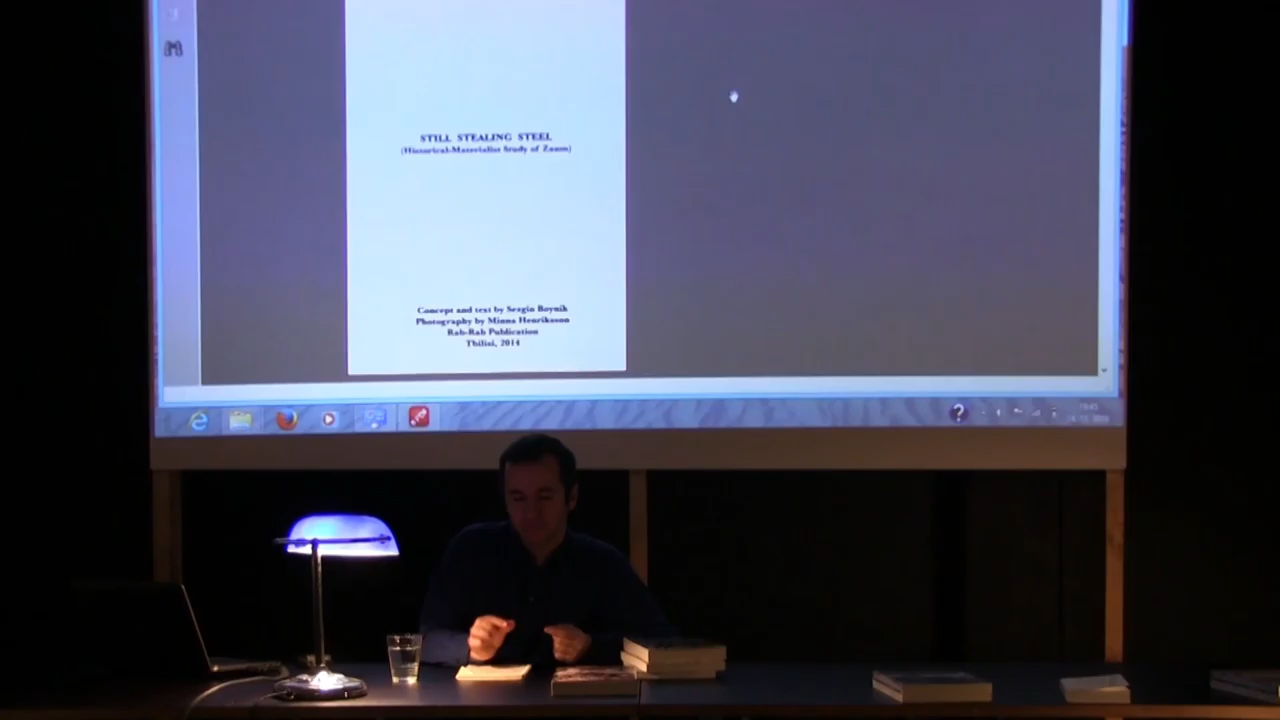 STILL STEALING STEEL
(Historical-Materialist Study of Zaum)
Concept and text by Sezgin Boynik
Photography by Minna Henriksson
Rab-Rab Publication
Tbilisi, 2014